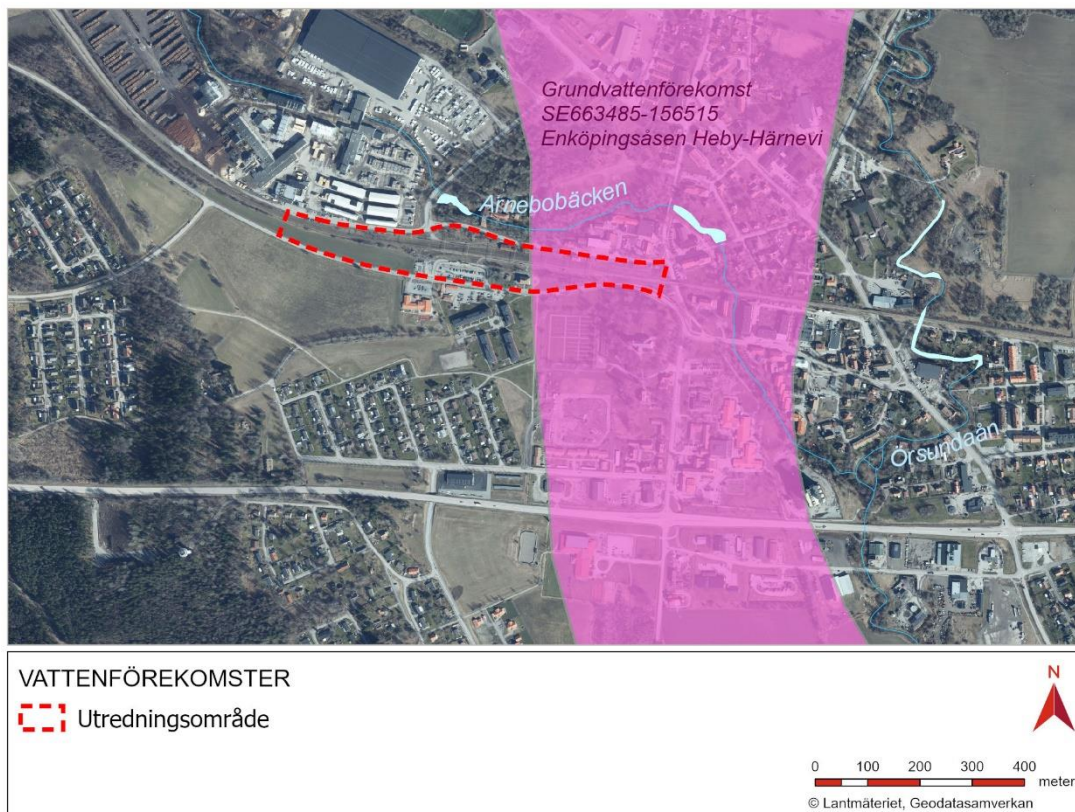 Grundvattenförekomst
SE663485-156515
Enköpingsåsen Heby-Härnevi
Arnebobäcken
Örsundaån
VATTENFÖREKOMSTER
Utredningsområde
N
0 100 200 300 400
meter
© Lantmäteriet, Geodatasamverkan